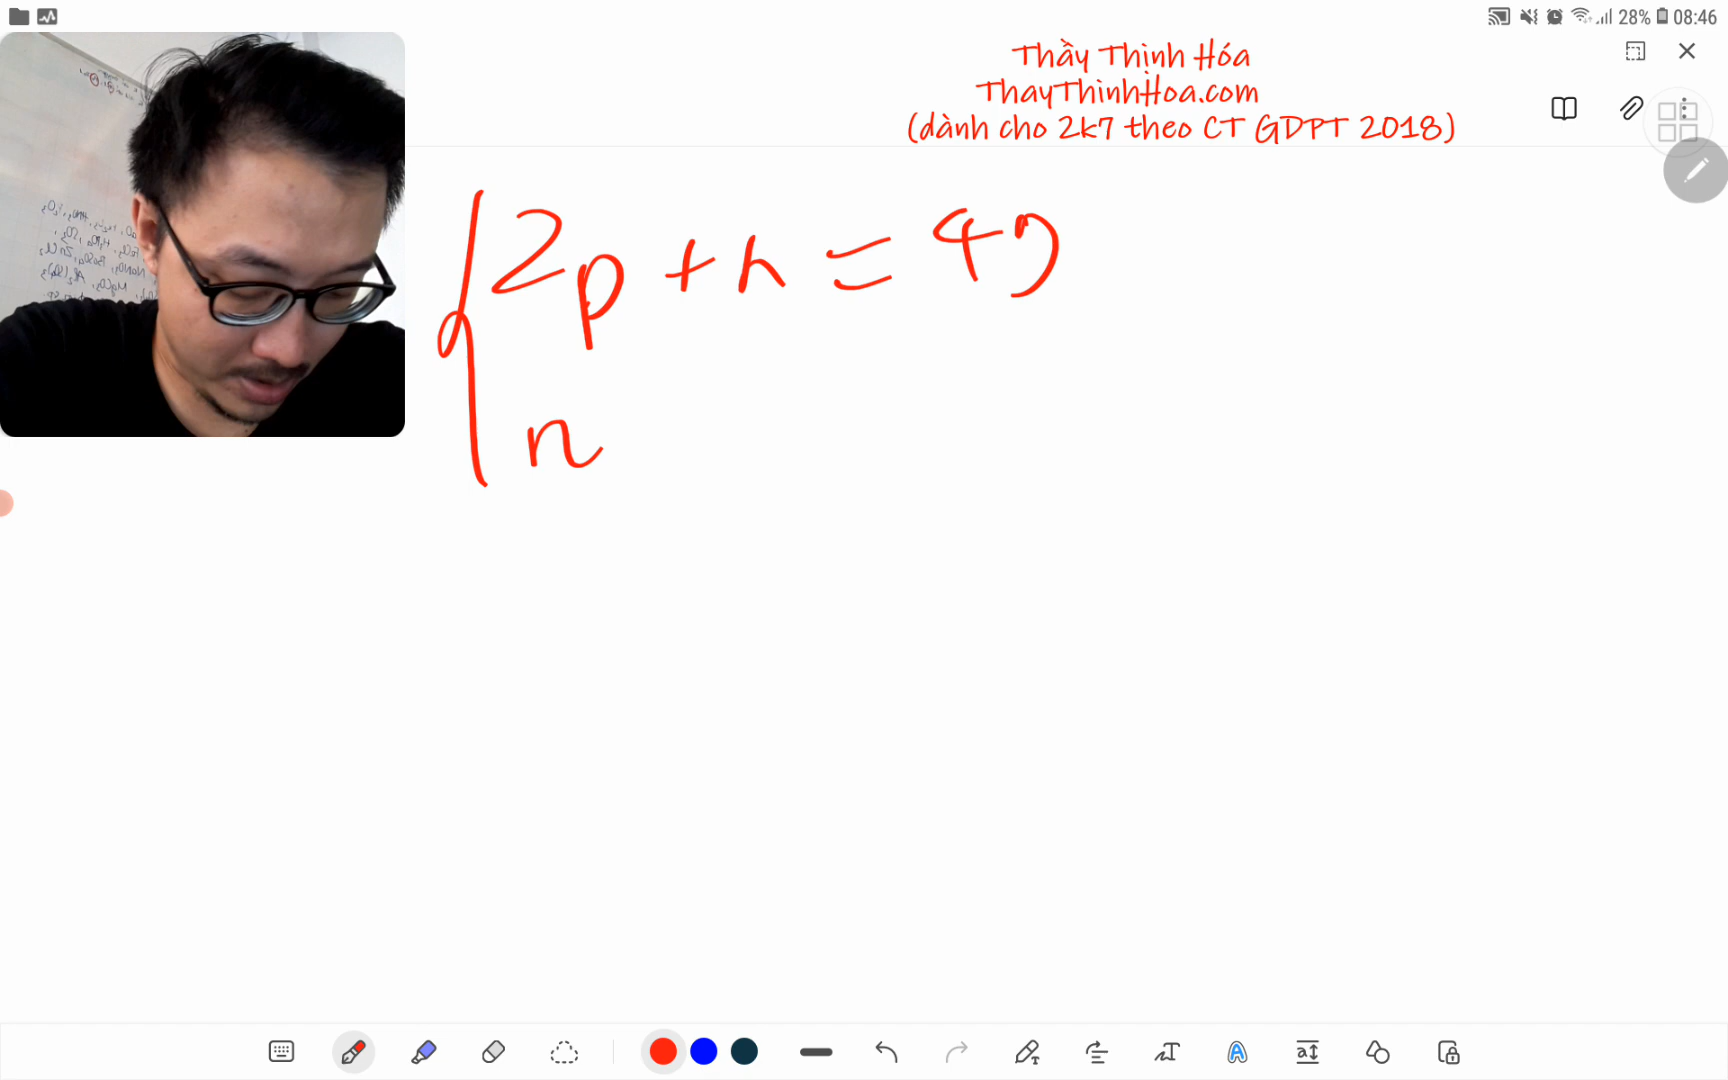 28% 08:46
Thầy Thịnh Hóa
ThayThinhHoa.com
(dành cho 2k7 theo CT GDPT 2018)
2p + n = 49
n